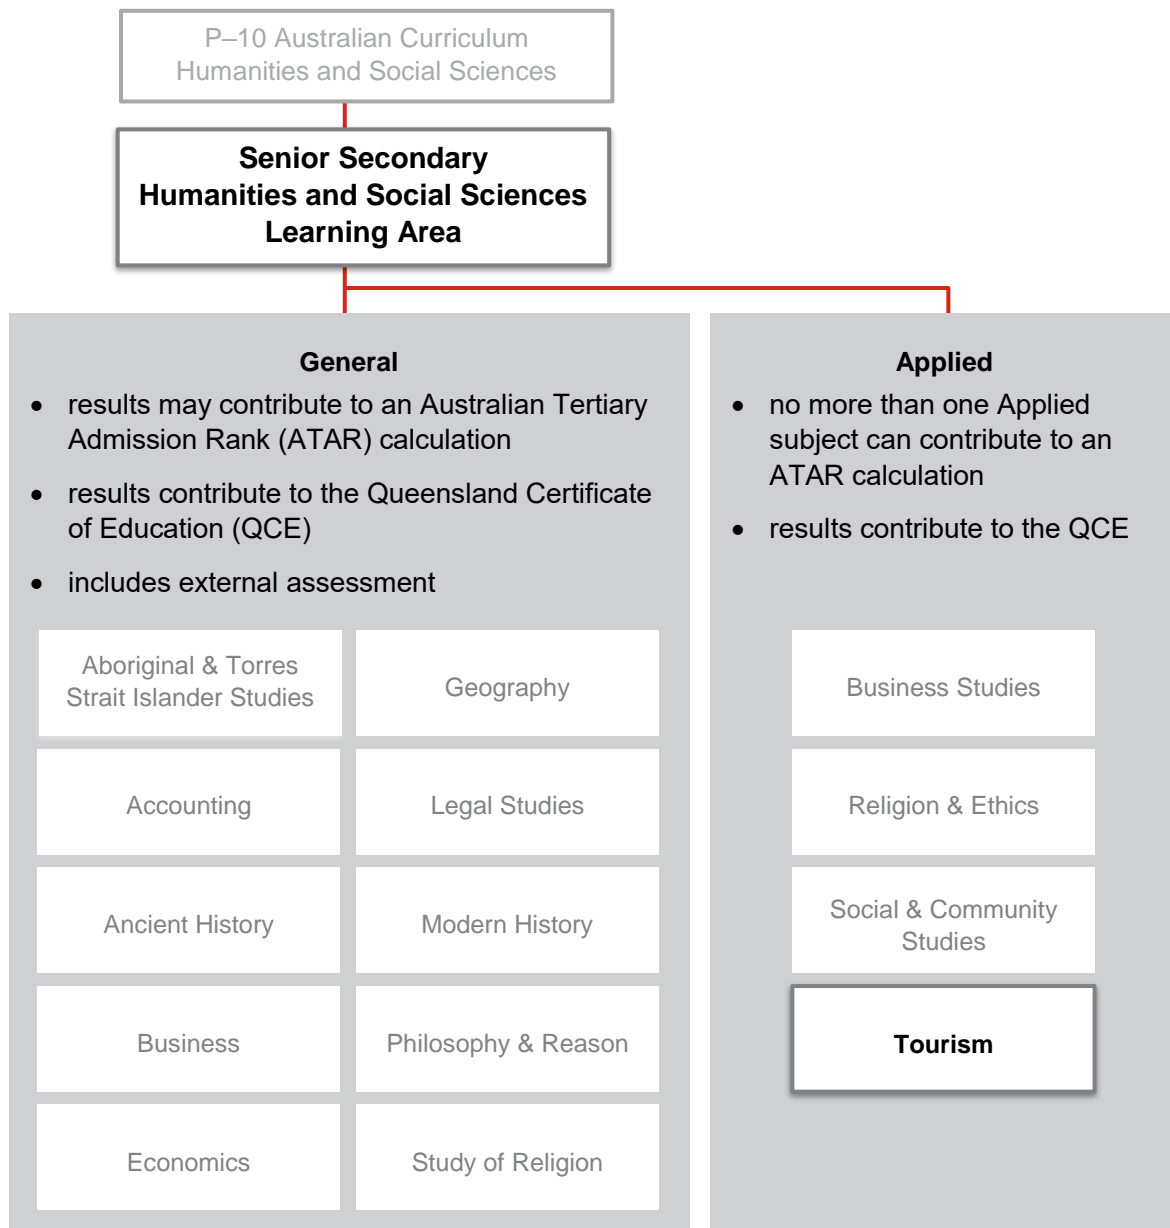 P–10 Australian Curriculum
Humanities and Social Sciences
Senior Secondary
Humanities and Social Sciences
Learning Area
General
• results may contribute to an Australian Tertiary
Admission Rank (ATAR) calculation
• results contribute to the Queensland Certificate
of Education (QCE)
• includes external assessment
Aboriginal & Torres
Strait Islander Studies
Geography
Accounting
Legal Studies
Ancient History
Modern History
Business
Philosophy & Reason
Economics
Study of Religion
Applied
• no more than one Applied
subject can contribute to an
ATAR calculation
• results contribute to the QCE
Business Studies
Religion & Ethics
Social & Community
Studies
Tourism